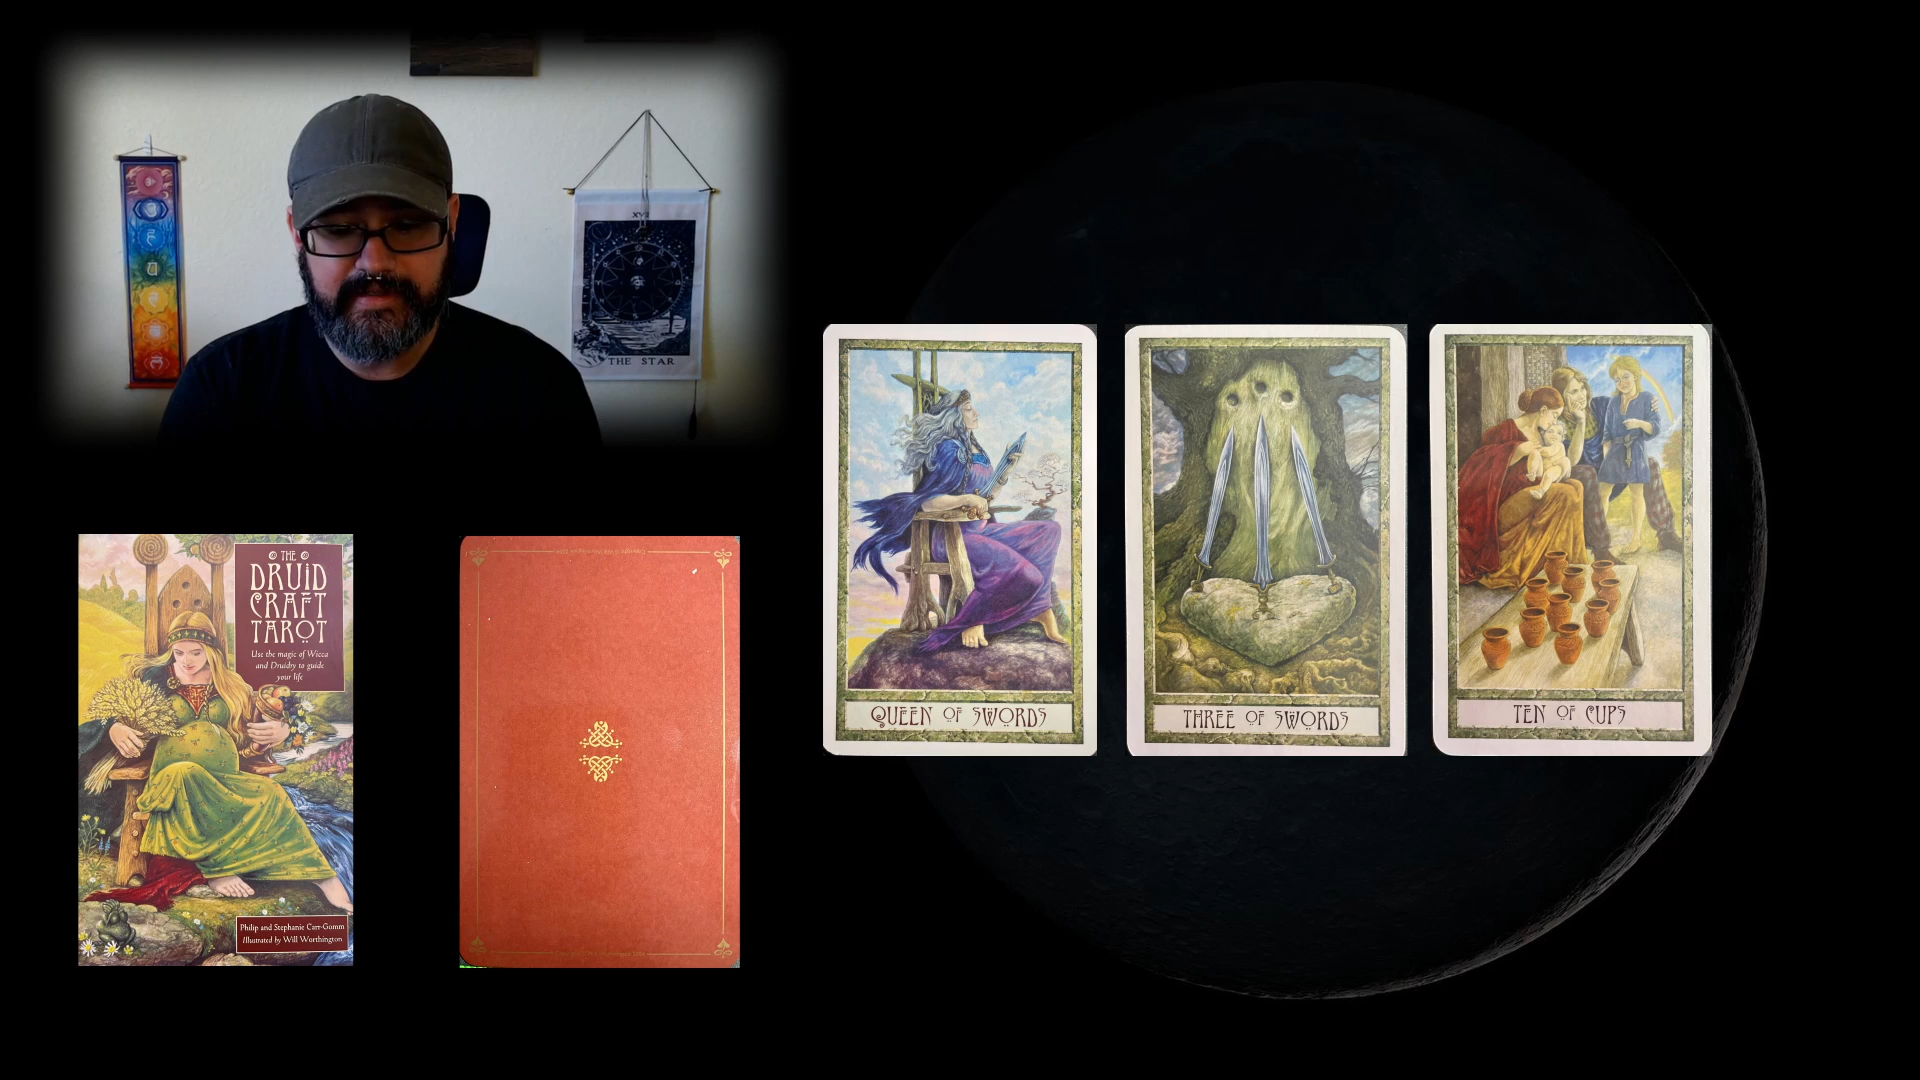 XVII
THE STAR
THE
DRUID
CRAFT
TAROT
Use the magic of Wicca
and Druidry to guide
your life
Philip and Stephanie Carr-Gomm
Illustrated by Will Worthington
QUEEN OF SWORDS
THREE OF SWORDS
TEN OF CUPS